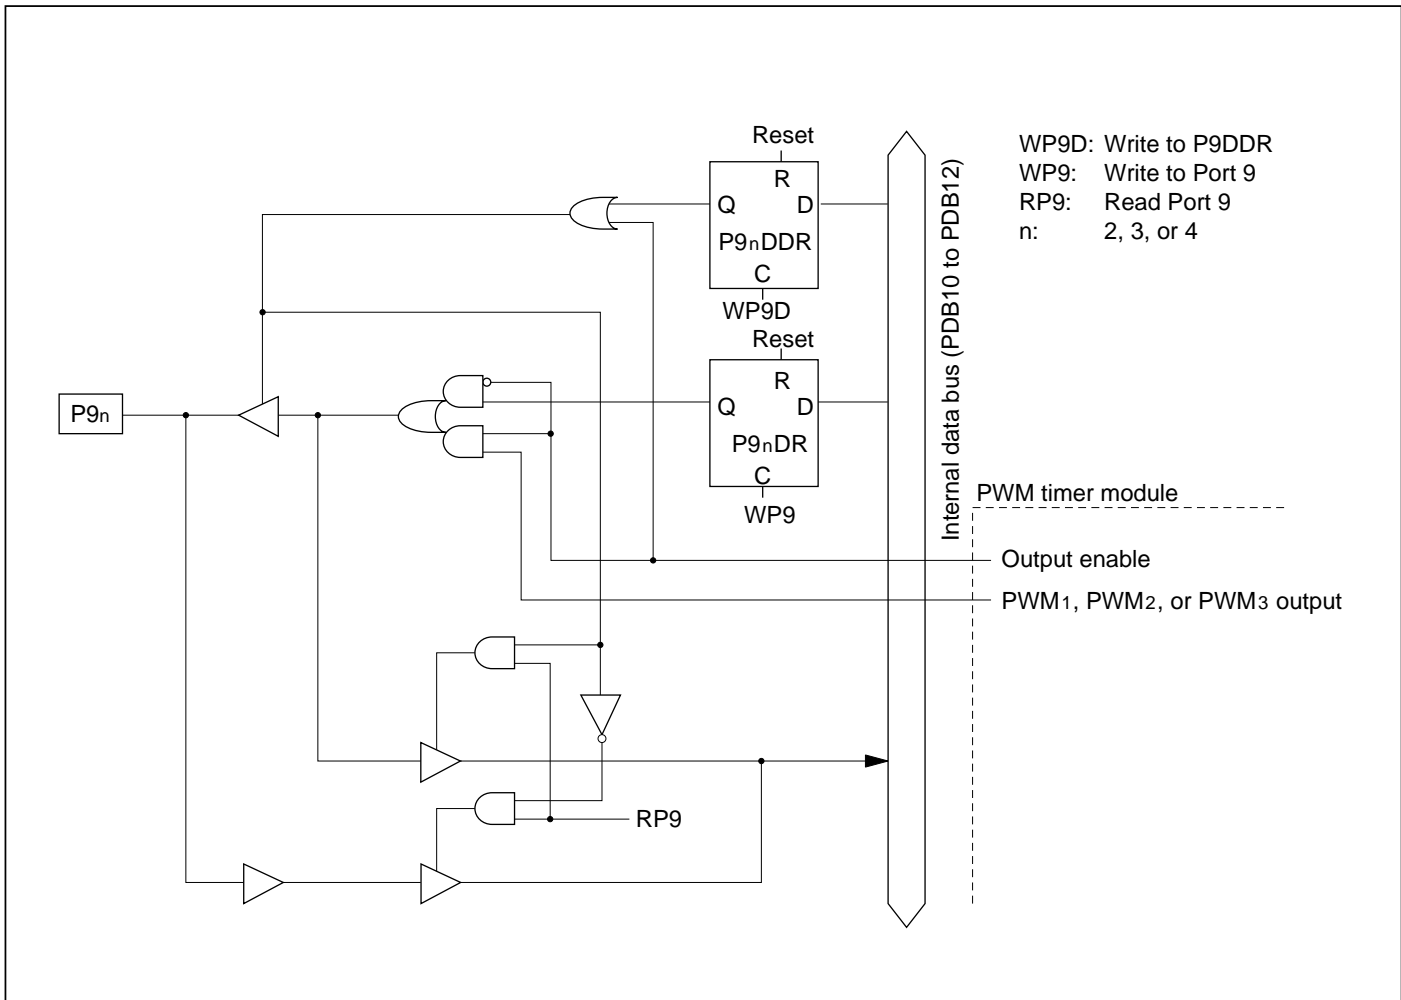 Reset
R
Q D
P9nDDR
C
WP9D
Reset
R
Q D
P9nDR
C
WP9
P9n
Internal data bus (PDB10 to PDB12)
WP9D: Write to P9DDR
WP9: Write to Port 9
RP9: Read Port 9
n: 2, 3, or 4
PWM timer module
Output enable
PWM1, PWM2, or PWM3 output
RP9